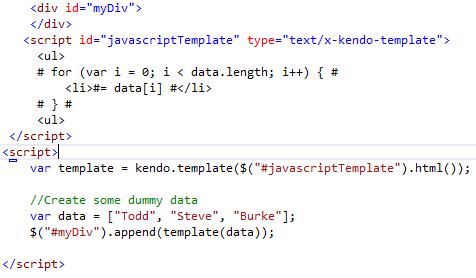 <div id="myDiv">
</div>
<script id="javascriptTemplate" type="text/x-kendo-template">
<ul>
# for (var i = 0; i < data.length; i++) { #
<li>#= data[i] #</li>
# } #
<ul>
</script>
<script>
var template = kendo.template($("#javascriptTemplate").html());
//Create some dummy data
var data = ["Todd", "Steve", "Burke"];
$("#myDiv").append(template(data));
</script>